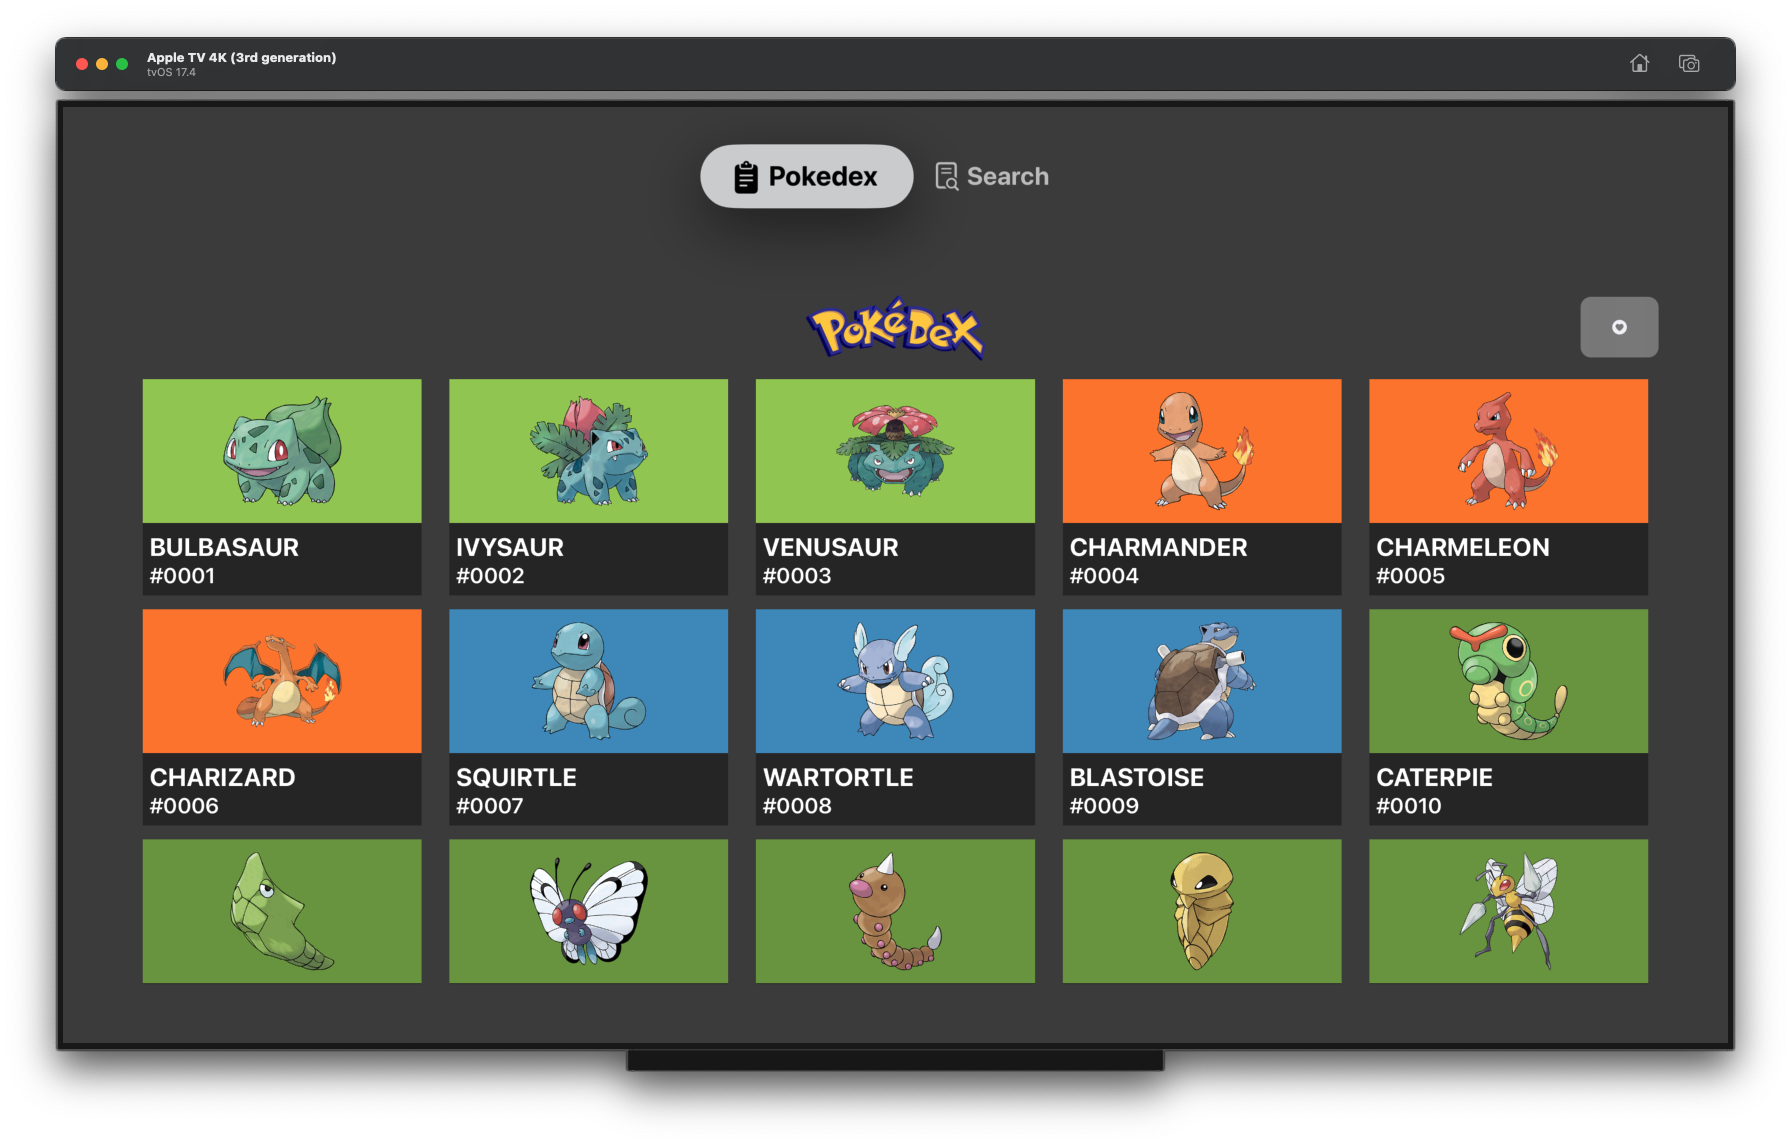 Apple TV 4K (3rd generation)
tvOS 17.4
Pokedex
Search
POKéDEX
BULBASAUR
#0001
IVYSAUR
#0002
VENUSAUR
#0003
CHARMANDER
#0004
CHARMELEON
#0005
CHARIZARD
#0006
SQUIRTLE
#0007
WARTORTLE
#0008
BLASTOISE
#0009
CATERPIE
#0010